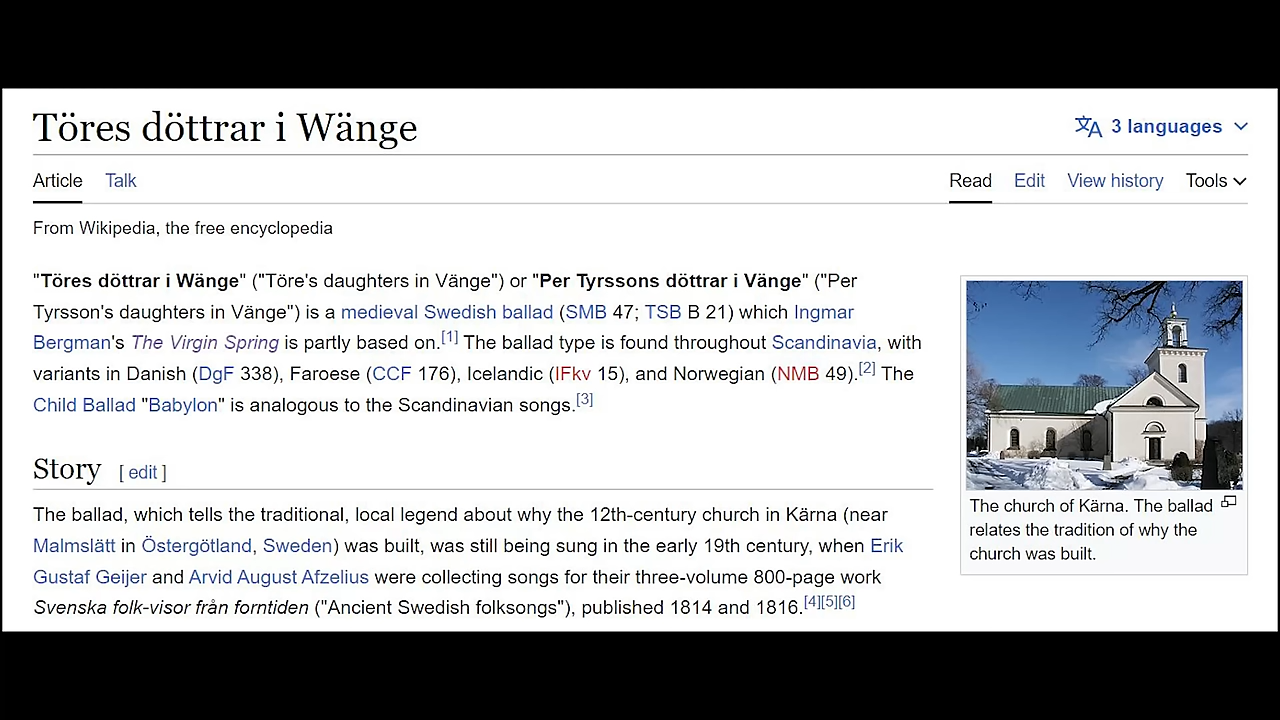 Töres döttrar i Wänge
3 languages
Article Talk Read Edit View history Tools
From Wikipedia, the free encyclopedia
"Töres döttrar i Wänge" ("Töre's daughters in Vänge") or "Per Tyrssons döttrar i Vänge" ("Per
Tyrsson's daughters in Vänge") is a medieval Swedish ballad (SMB 47; TSB B 21) which Ingmar
Bergman's The Virgin Spring is partly based on.[1] The ballad type is found throughout Scandinavia, with
variants in Danish (DgF 338), Faroese (CCF 176), Icelandic (IFkv 15), and Norwegian (NMB 49).[2] The
Child Ballad "Babylon" is analogous to the Scandinavian songs.[3]
The church of Kärna. The ballad
relates the tradition of why the
church was built.
Story [ edit ]
The ballad, which tells the traditional, local legend about why the 12th-century church in Kärna (near
Malmslätt in Östergötland, Sweden) was built, was still being sung in the early 19th century, when Erik
Gustaf Geijer and Arvid August Afzelius were collecting songs for their three-volume 800-page work
Svenska folk-visor från forntiden ("Ancient Swedish folksongs"), published 1814 and 1816.[4][5][6]